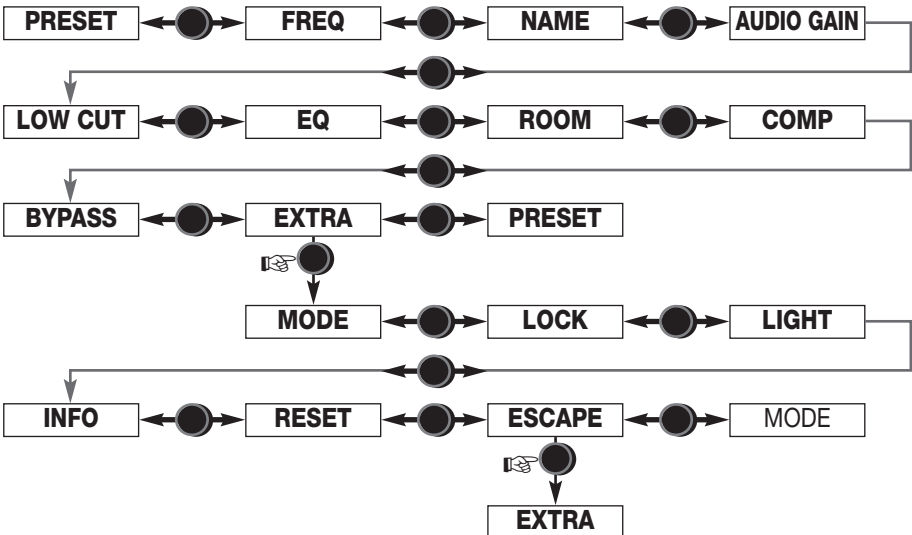 PRESET FREQ NAME AUDIO GAIN
LOW CUT EQ ROOM COMP
BYPASS EXTRA PRESET
MODE LOCK LIGHT
INFO RESET ESCAPE MODE
EXTRA